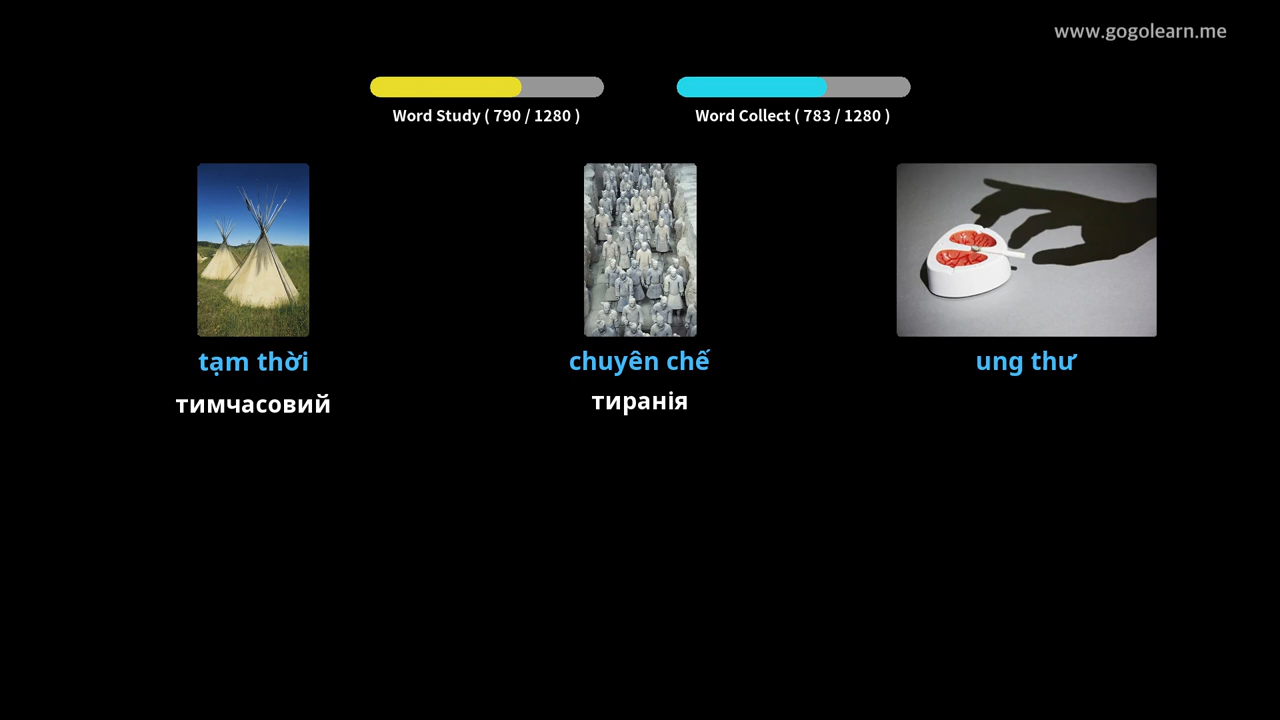 www.gogolearn.me
Word Study ( 790 / 1280 )
Word Collect ( 783 / 1280 )
tạm thời
chuyên chế
ung thư
тимчасовий
тиранія